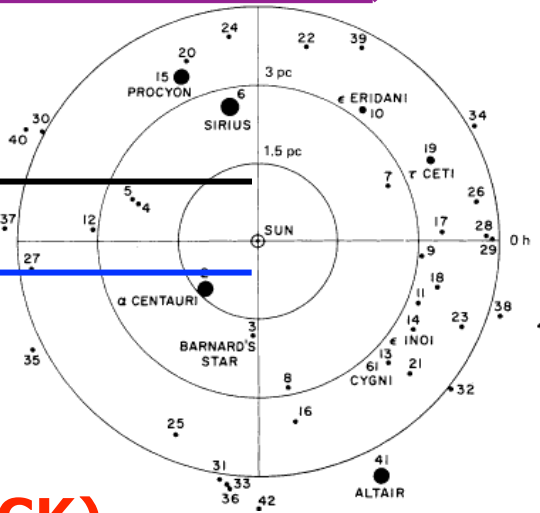 24
22
39
20
3 pc
15
PROCYON
6
SIRIUS
ε ERIDANI
10
34
30
40
1.5 pc
19
τ CETI
7
5
4
26
37
12
SUN
17
28
0 h
29
27
9
2
18
α CENTAURI
11
38
3
BARNARD'S
STAR
14
23
ε INOI
13
61
CYGNI
21
35
8
32
16
25
31
33
36
42
41
ALTAIR
CK)